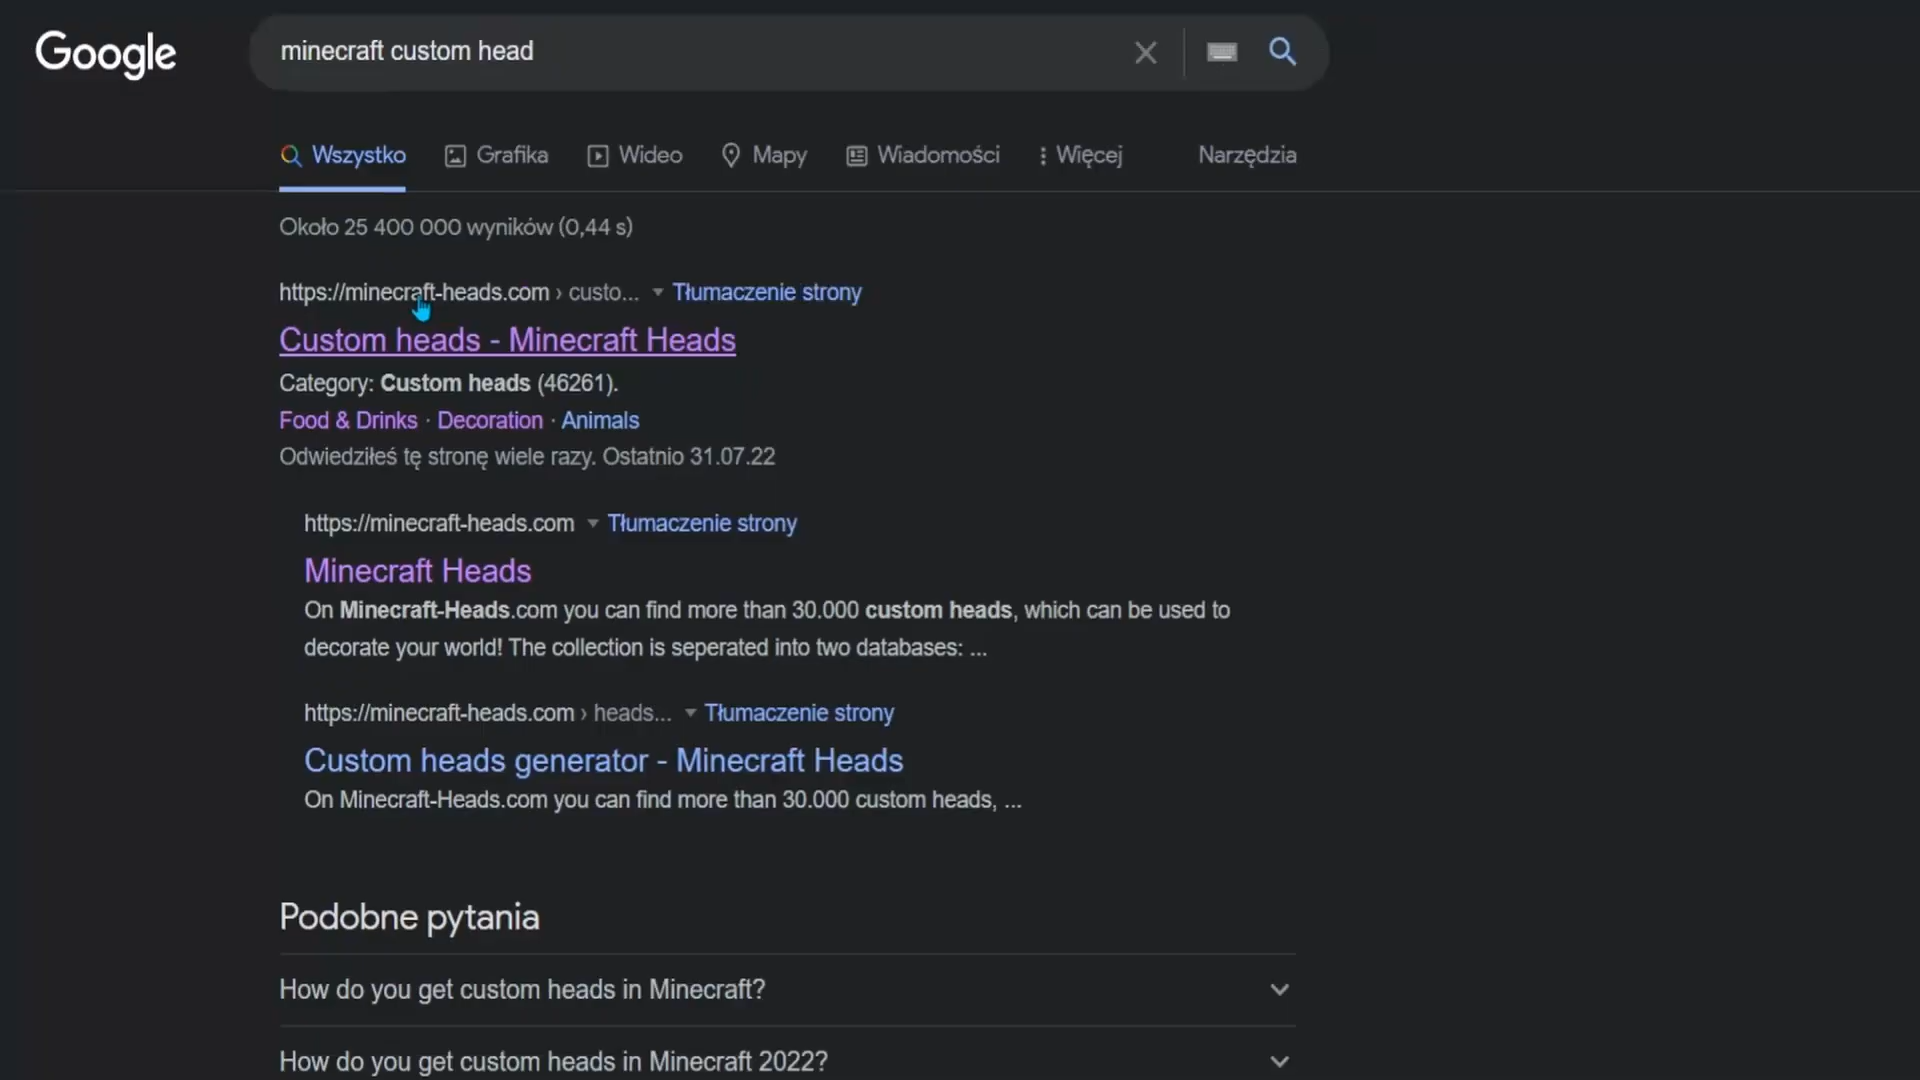 Google
minecraft custom head
Wszystko Grafika Wideo Mapy Wiadomości Więcej Narzędzia
Około 25 400 000 wyników (0,44 s)
https://minecraft-heads.com › custo... Tłumaczenie strony
Custom heads - Minecraft Heads
Category: Custom heads (46261).
Food & Drinks · Decoration · Animals
Odwiedziłeś tę stronę wiele razy. Ostatnio 31.07.22
https://minecraft-heads.com Tłumaczenie strony
Minecraft Heads
On Minecraft-Heads.com you can find more than 30.000 custom heads, which can be used to
decorate your world! The collection is seperated into two databases: ...
https://minecraft-heads.com › heads... Tłumaczenie strony
Custom heads generator - Minecraft Heads
On Minecraft-Heads.com you can find more than 30.000 custom heads, ...
Podobne pytania
How do you get custom heads in Minecraft?
How do you get custom heads in Minecraft 2022?